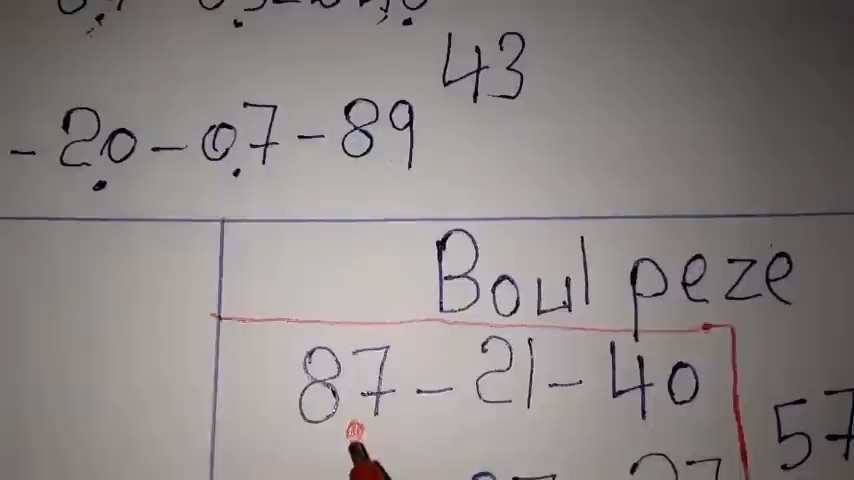 43
- 20 - 07 - 89
Boul peze
87 - 21 - 40
57